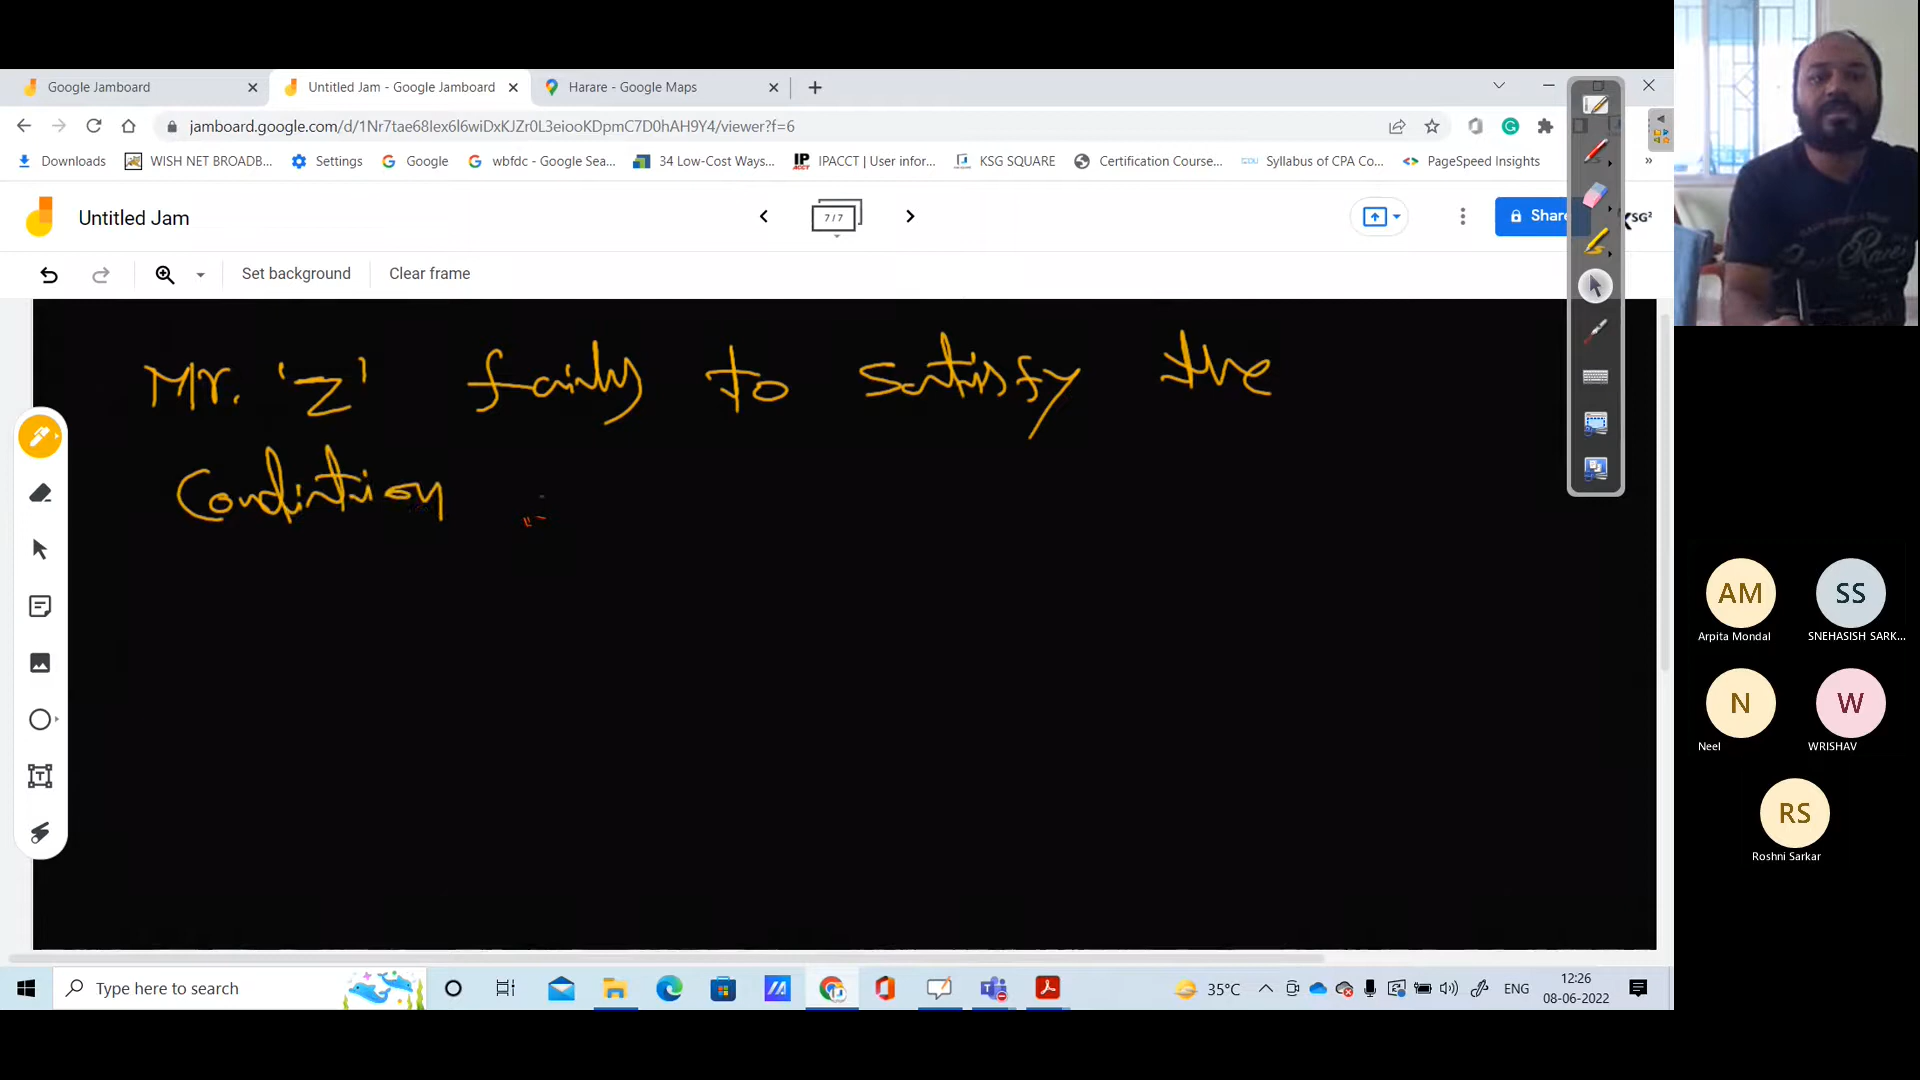 Google Jamboard
Untitled Jam - Google Jamboard
Harare - Google Maps
jamboard.google.com/d/1Nr7tae68lex6l6wiDxKJZr0L3eiooKDpmC7D0hAH9Y4/viewer?f=6
Downloads
WISH NET BROADB...
Settings
Google
wbfdc - Google Sea...
34 Low-Cost Ways...
IPACCT | User infor...
KSG SQUARE
Certification Course...
Syllabus of CPA Co...
PageSpeed Insights
Untitled Jam
7/7
Share
Set background
Clear frame
Mr. 'Z' to satisfy the
Condintion
AM
Arpita Mondal
SS
SNEHASISH SARK...
N
Neel
W
WRISHAV
RS
Roshni Sarkar
Type here to search
35°C
ENG
12:26
08-06-2022